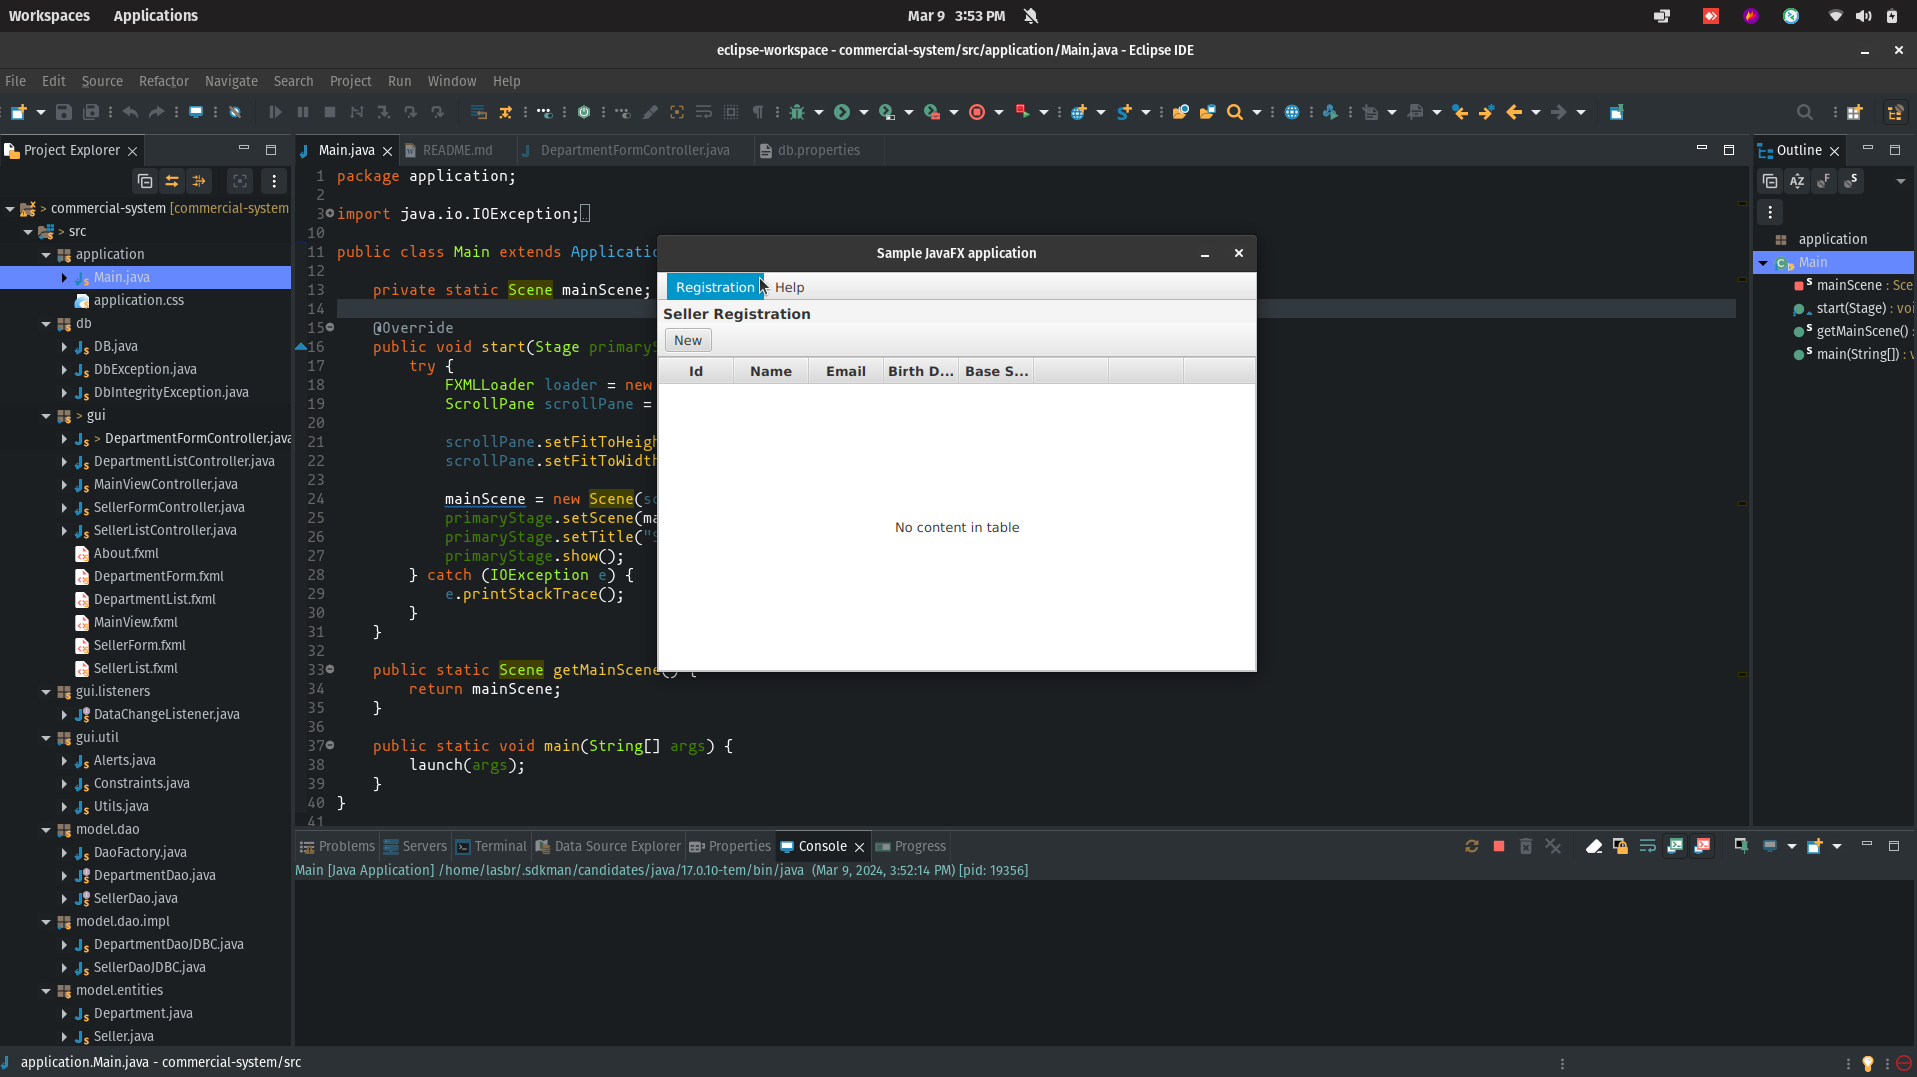 Workspaces Applications Mar 9 3:53 PM
eclipse-workspace - commercial-system/src/application/Main.java - Eclipse IDE
File Edit Source Refactor Navigate Search Project Run Window Help
Project Explorer
> commercial-system [commercial-system
> src
application
Main.java
application.css
db
DB.java
DbException.java
DbIntegrityException.java
> gui
> DepartmentFormController.java
DepartmentListController.java
MainViewController.java
SellerFormController.java
SellerListController.java
About.fxml
DepartmentForm.fxml
DepartmentList.fxml
MainView.fxml
SellerForm.fxml
SellerList.fxml
gui.listeners
DataChangeListener.java
gui.util
Alerts.java
Constraints.java
Utils.java
model.dao
DaoFactory.java
DepartmentDao.java
SellerDao.java
model.dao.impl
DepartmentDaoJDBC.java
SellerDaoJDBC.java
model.entities
Department.java
Seller.java
Main.java README.md DepartmentFormController.java db.properties
1 package application;
2
3 import java.io.IOException;
10
11 public class Main extends Applicatio
12
13 private static Scene mainScene;
14
15 @Override
16 public void start(Stage primaryS
17 try {
18 FXMLLoader loader = new
19 ScrollPane scrollPane =
20
21 scrollPane.setFitToHeigh
22 scrollPane.setFitToWidth
23
24 mainScene = new Scene(sc
25 primaryStage.setScene(ma
26 primaryStage.setTitle("S
27 primaryStage.show();
28 } catch (IOException e) {
29 e.printStackTrace();
30 }
31 }
32
33 public static Scene getMainScene() {
34 return mainScene;
35 }
36
37 public static void main(String[] args) {
38 launch(args);
39 }
40 }
41
Sample JavaFX application
Registration Help
Seller Registration
New
Id Name Email Birth D... Base S...
No content in table
Outline
application
Main
mainScene : Sce
start(Stage) : voi
getMainScene() :
main(String[]) : v
Problems Servers Terminal Data Source Explorer Properties Console Progress
Main [Java Application] /home/lasbr/.sdkman/candidates/java/17.0.10-tem/bin/java (Mar 9, 2024, 3:52:14 PM) [pid: 19356]
application.Main.java - commercial-system/src